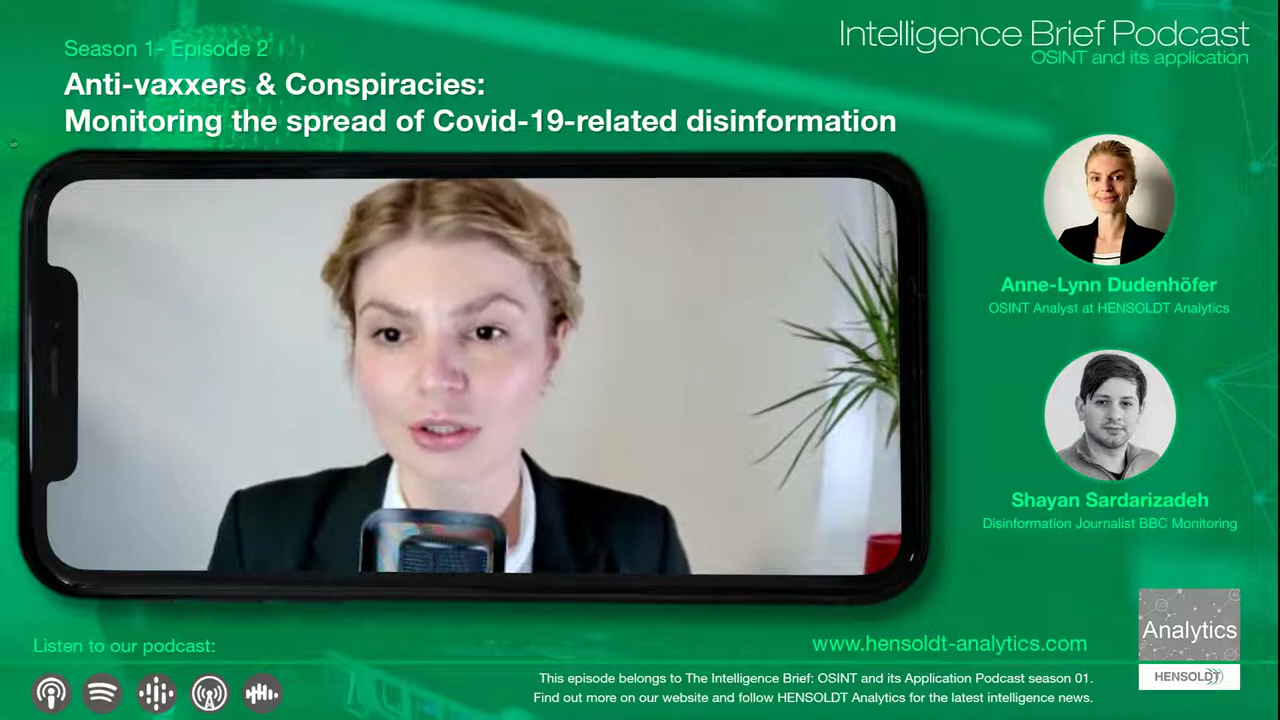 Season 1- Episode 2
Anti-vaxxers & Conspiracies:
Monitoring the spread of Covid-19-related disinformation
Intelligence Brief Podcast
OSINT and its application
Anne-Lynn Dudenhöfer
OSINT Analyst at HENSOLDT Analytics
Shayan Sardarizadeh
Disinformation Journalist BBC Monitoring
Listen to our podcast:
www.hensoldt-analytics.com
This episode belongs to The Intelligence Brief: OSINT and its Application Podcast season 01.
Find out more on our website and follow HENSOLDT Analytics for the latest intelligence news.
Analytics
HENSOLDT